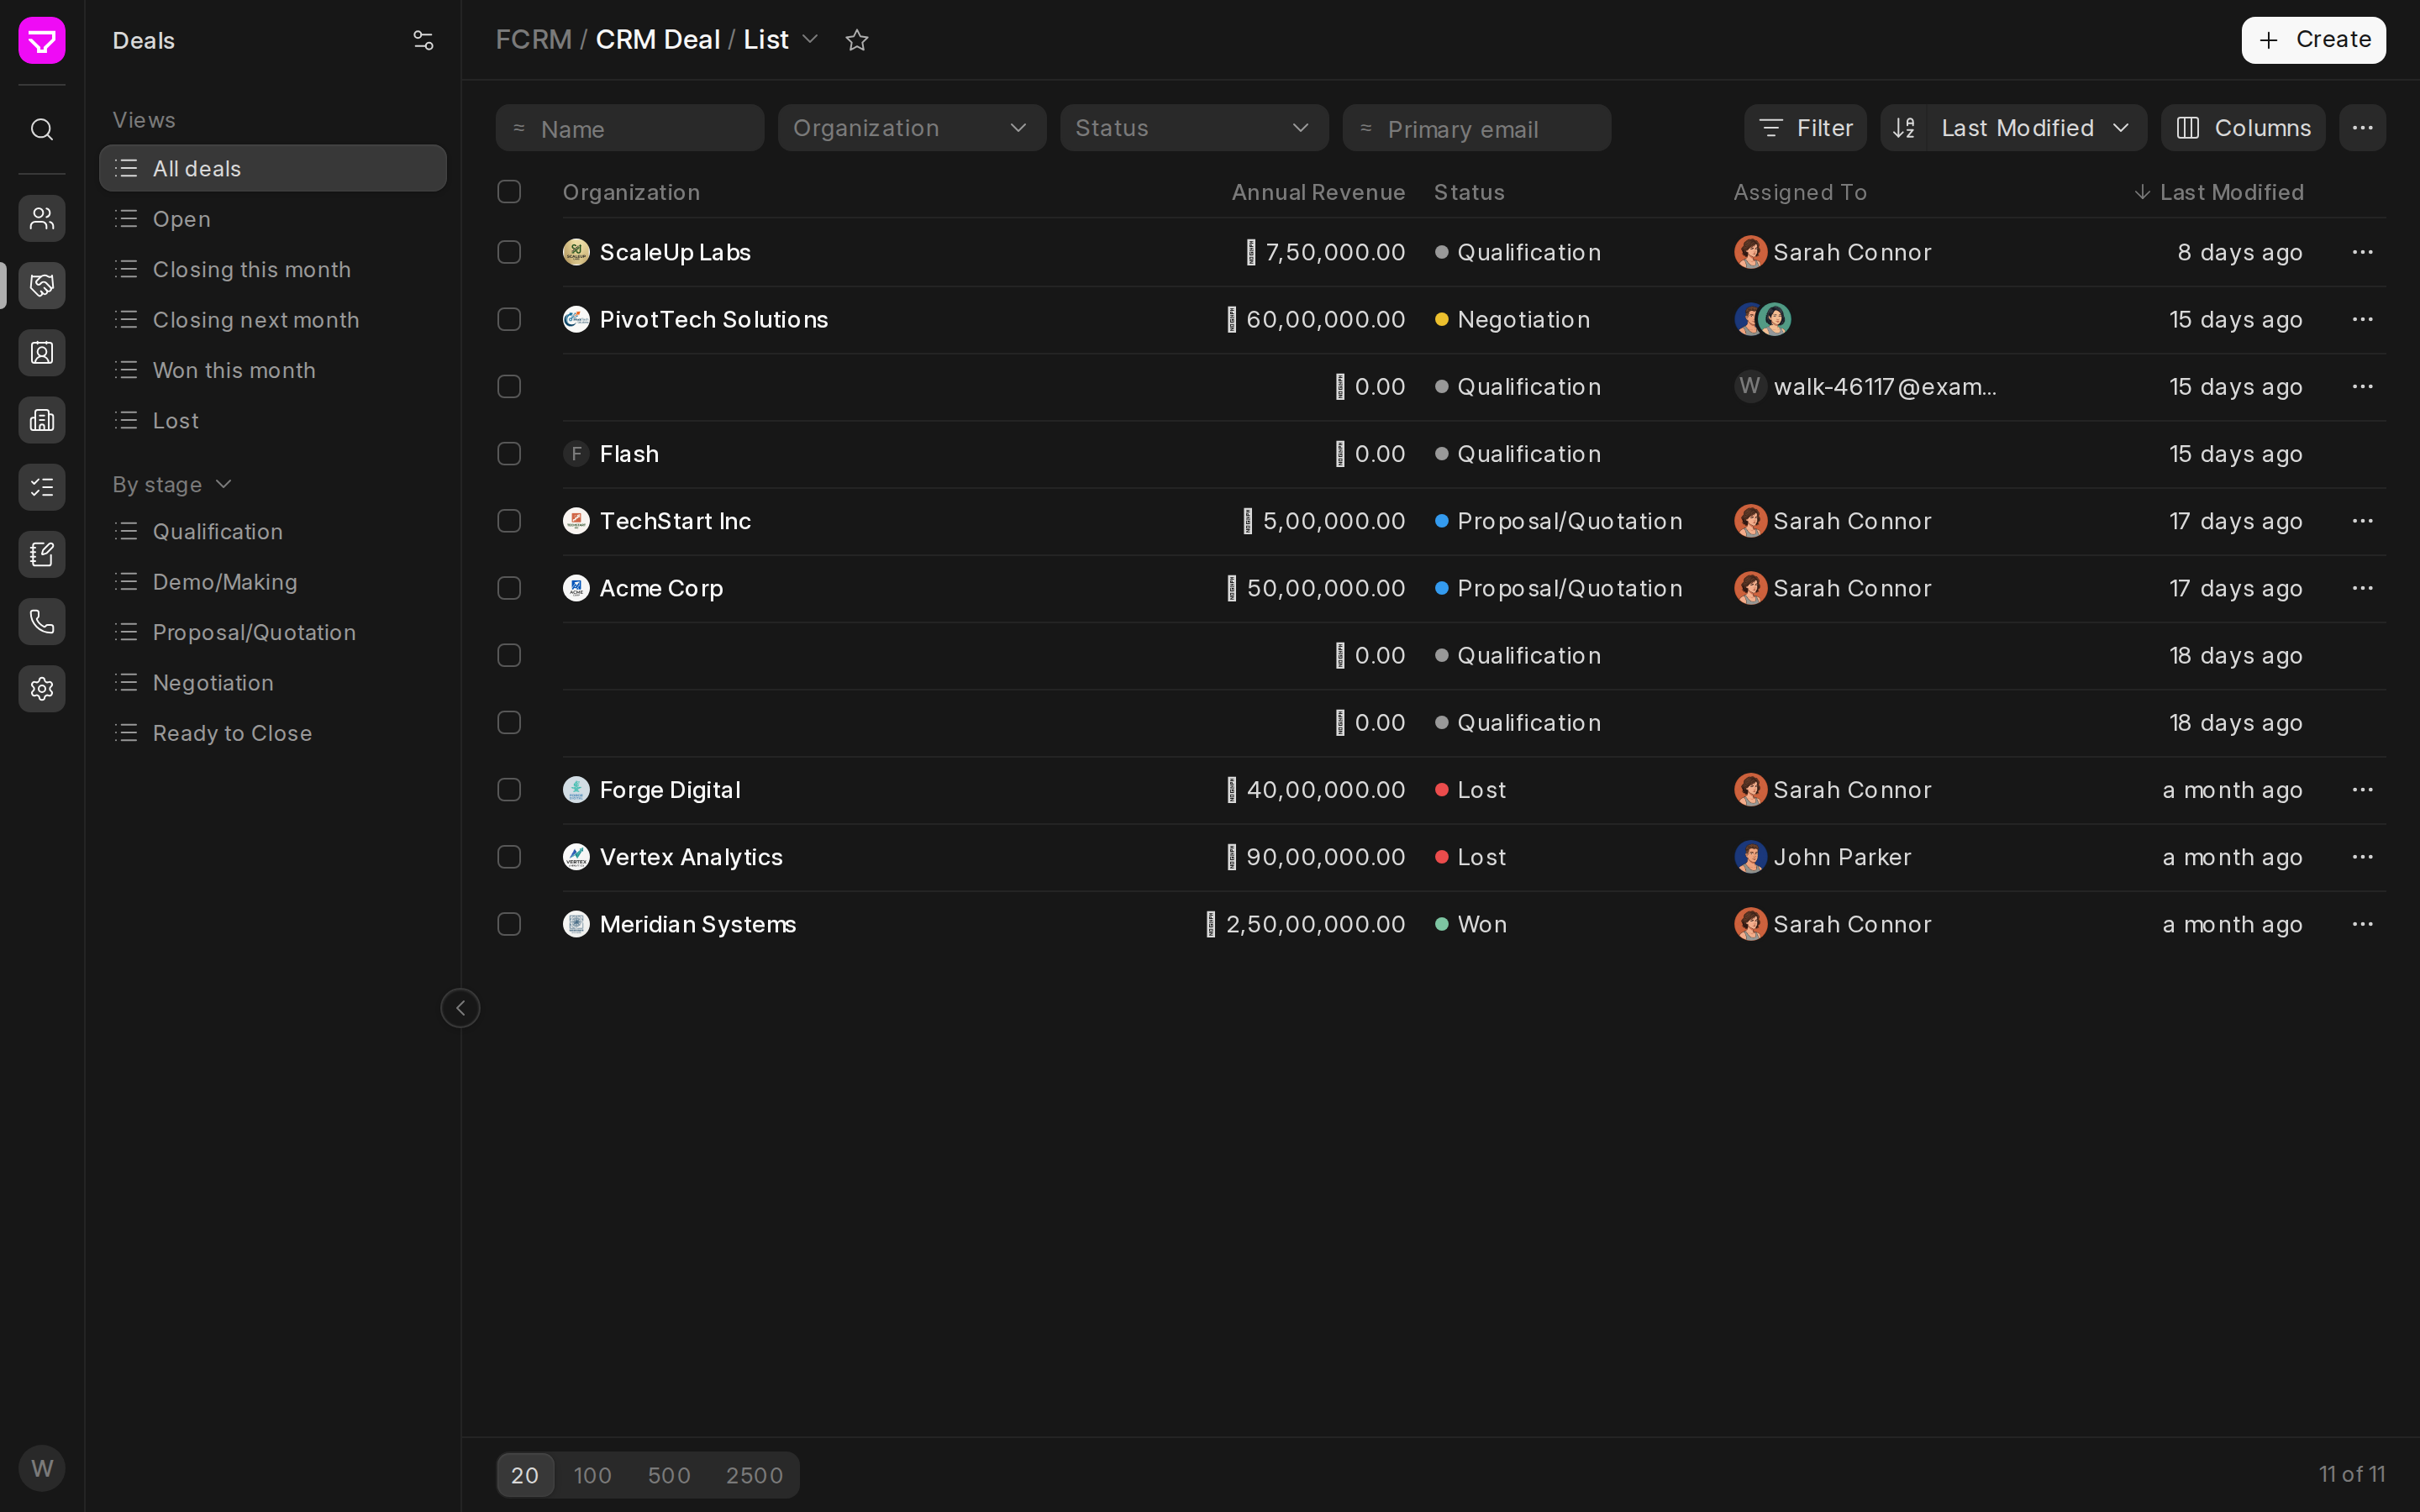 Deals
FCRM / CRM Deal / List
Create
Views
All deals
Open
Closing this month
Closing next month
Won this month
Lost
By stage
Qualification
Demo/Making
Proposal/Quotation
Negotiation
Ready to Close
W
≈ Name
Organization
Status
≈ Primary email
Filter
Last Modified
Columns
Organization Annual Revenue Status Assigned To Last Modified
ScaleUp Labs 7,50,000.00 Qualification Sarah Connor 8 days ago
PivotTech Solutions 60,00,000.00 Negotiation 15 days ago
0.00 Qualification W walk-46117@exam... 15 days ago
F Flash 0.00 Qualification 15 days ago
TechStart Inc 5,00,000.00 Proposal/Quotation Sarah Connor 17 days ago
Acme Corp 50,00,000.00 Proposal/Quotation Sarah Connor 17 days ago
0.00 Qualification 18 days ago
0.00 Qualification 18 days ago
Forge Digital 40,00,000.00 Lost Sarah Connor a month ago
Vertex Analytics 90,00,000.00 Lost John Parker a month ago
Meridian Systems 2,50,00,000.00 Won Sarah Connor a month ago
20 100 500 2500
11 of 11